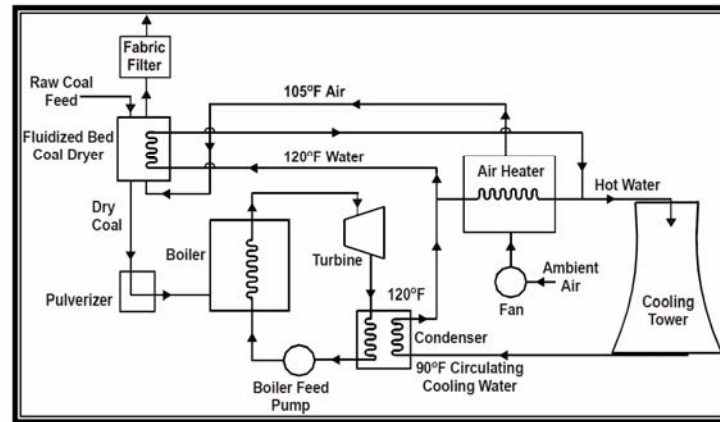 Fabric
Filter
Raw Coal
Feed
105°F Air
Fluidized Bed
Coal Dryer
120°F Water
Air Heater
Hot Water
Dry
Coal
Boiler
Turbine
Ambient
Air
Pulverizer
120°F
Fan
Cooling
Tower
Condenser
90°F Circulating
Cooling Water
Boiler Feed
Pump